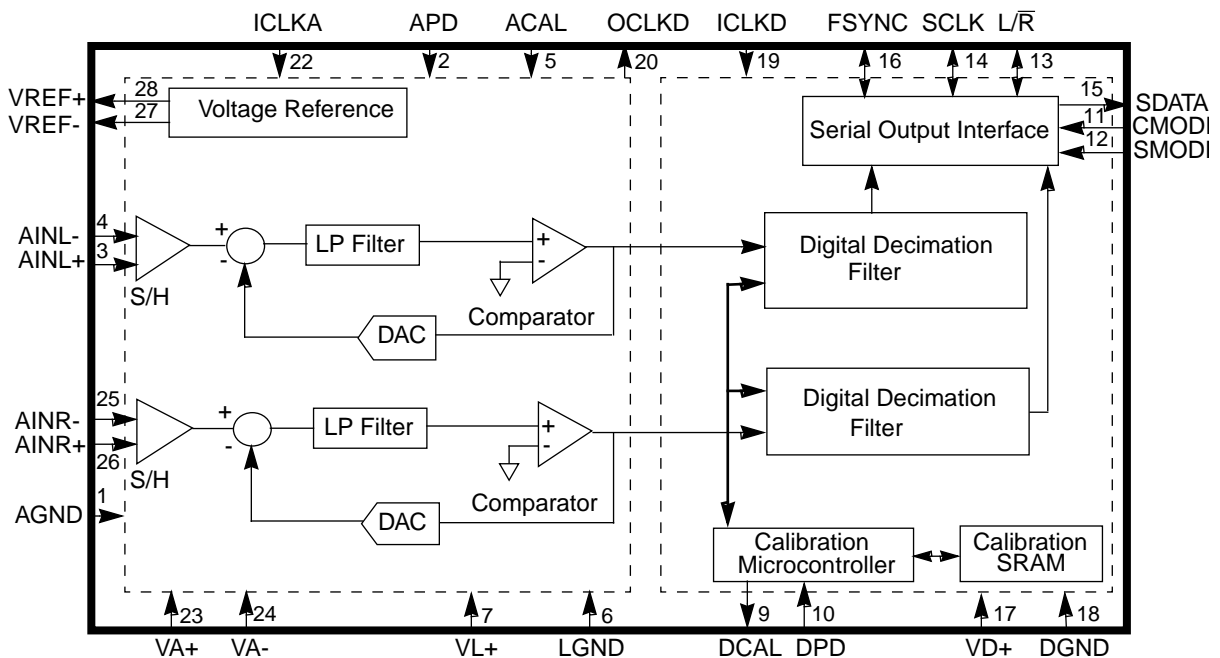 ICLKA APD ACAL OCLKD ICLKD FSYNC SCLK L/R̅
22 2 5 20 19 16 14 13
VREF+ 28 Voltage Reference
VREF- 27
Serial Output Interface 15 SDATA
11 CMODE
12 SMODE
AINL- 4
AINL+ 3
S/H
+ -
LP Filter
+ -
Comparator
DAC
Digital Decimation
Filter
AINR- 25
AINR+ 26
S/H
+ -
LP Filter
+ -
Comparator
DAC
Digital Decimation
Filter
AGND 1
Calibration
Microcontroller
Calibration
SRAM
23 24 7 6 9 10 17 18
VA+ VA- VL+ LGND DCAL DPD VD+ DGND